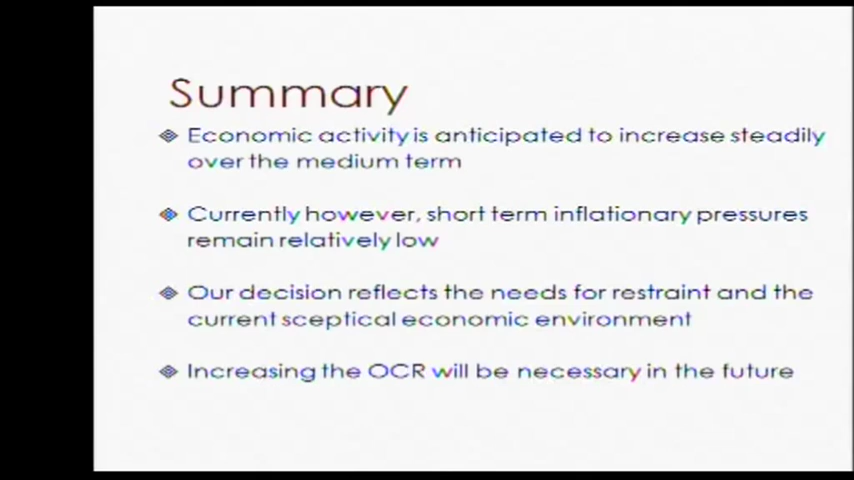 Summary
Economic activity is anticipated to increase steadily
over the medium term
Currently however, short term inflationary pressures
remain relatively low
Our decision reflects the needs for restraint and the
current sceptical economic environment
Increasing the OCR will be necessary in the future